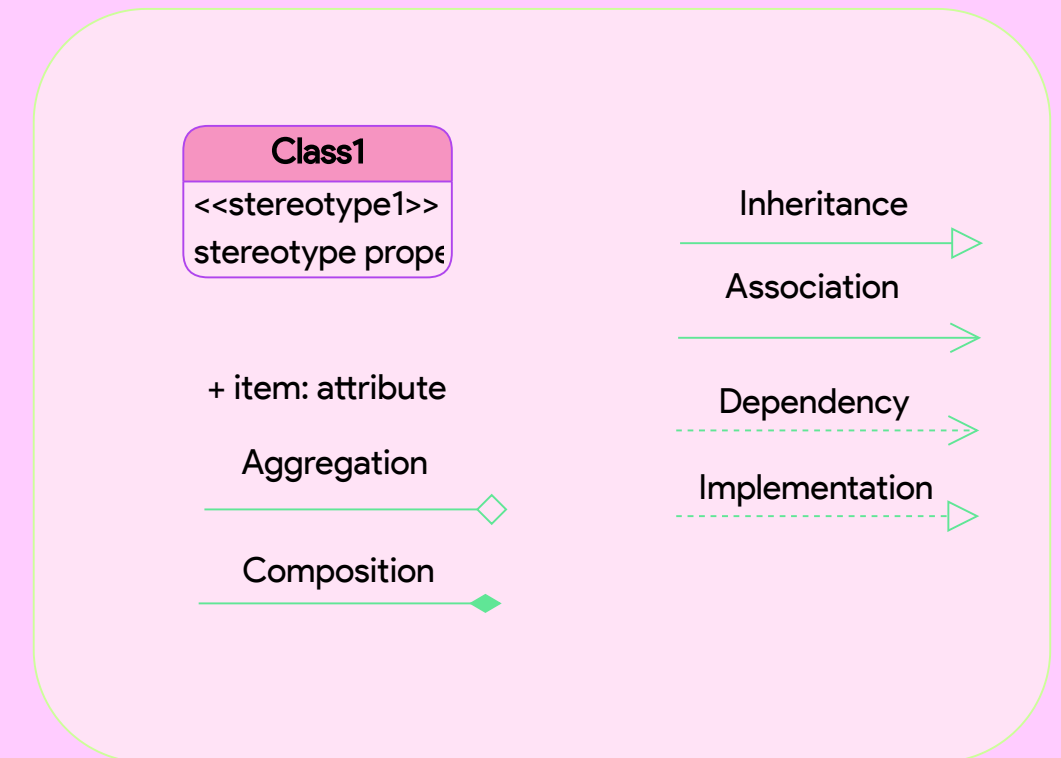 Class1
<<stereotype1>>
stereotype prope
+ item: attribute
Aggregation
Composition
Inheritance
Association
Dependency
Implementation